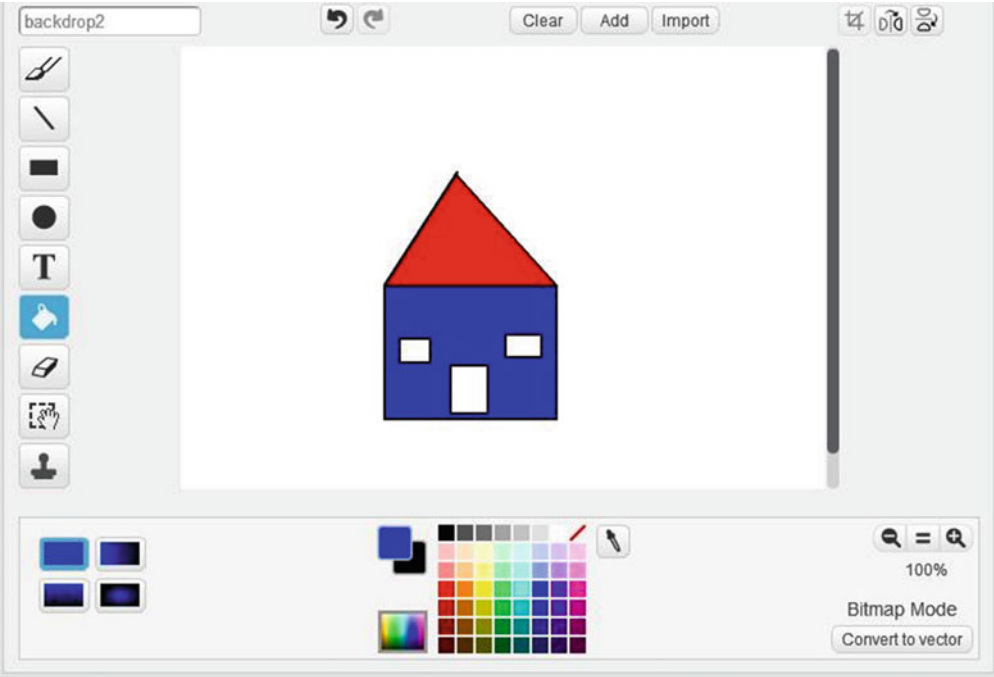 backdrop2
Clear
Add
Import
T
100%
Bitmap Mode
Convert to vector